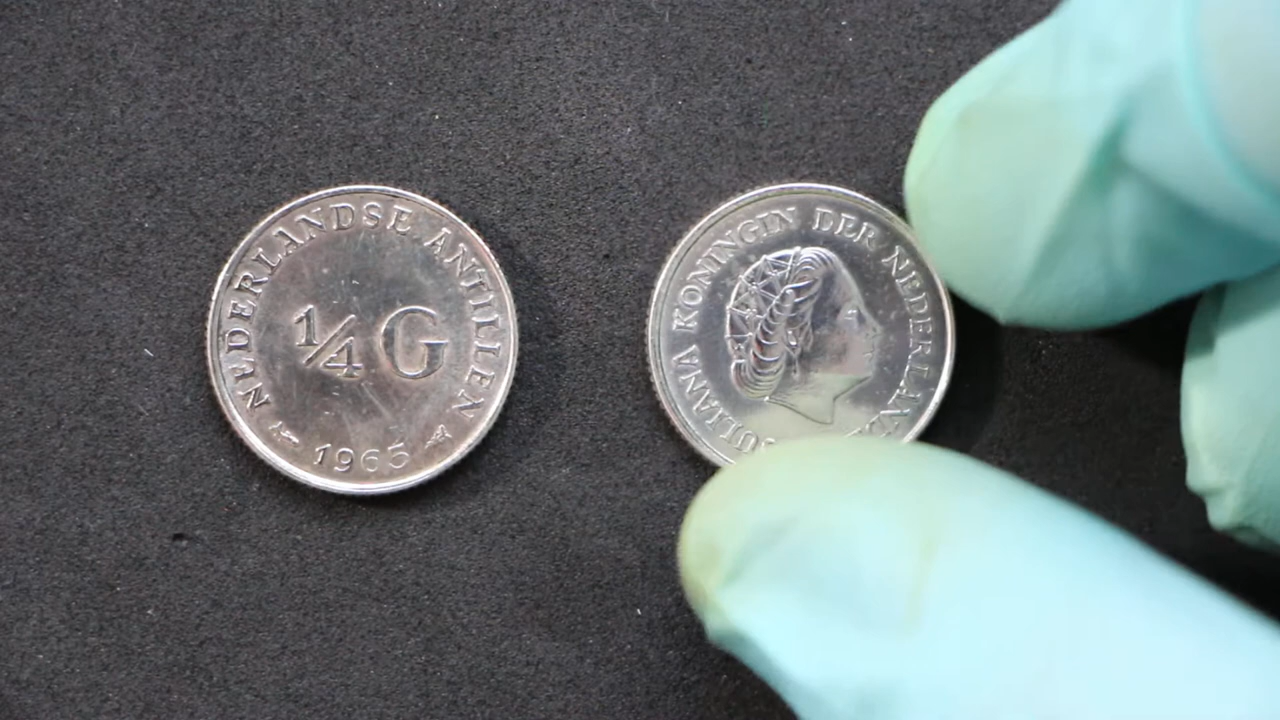 NEDERLANDSE ANTILLEN
1/4 G
1965
JULIANA KONINGIN DER NEDERLANDEN